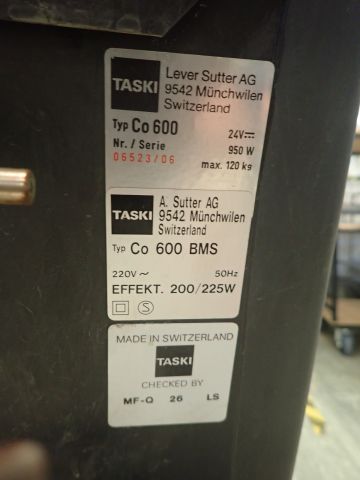 TASKI
Lever Sutter AG
9542 Münchwilen
Switzerland
Typ Co 600
24V⎓
Nr. / Serie
950 W
06523/06
max. 120 kg
TASKI
A. Sutter AG
9542 Münchwilen
Switzerland
Typ Co 600 BMS
220V ~ 50Hz
EFFEKT. 200/225W
S
MADE IN SWITZERLAND
TASKI
CHECKED BY
MF-Q 26 LS